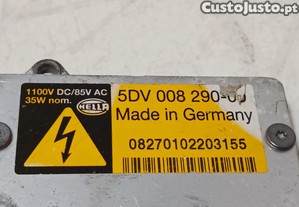 CustoJusto.pt
1100V DC/85V AC
35W nom.
HELLA
5DV 008 290-0
Made in Germany
08270102203155